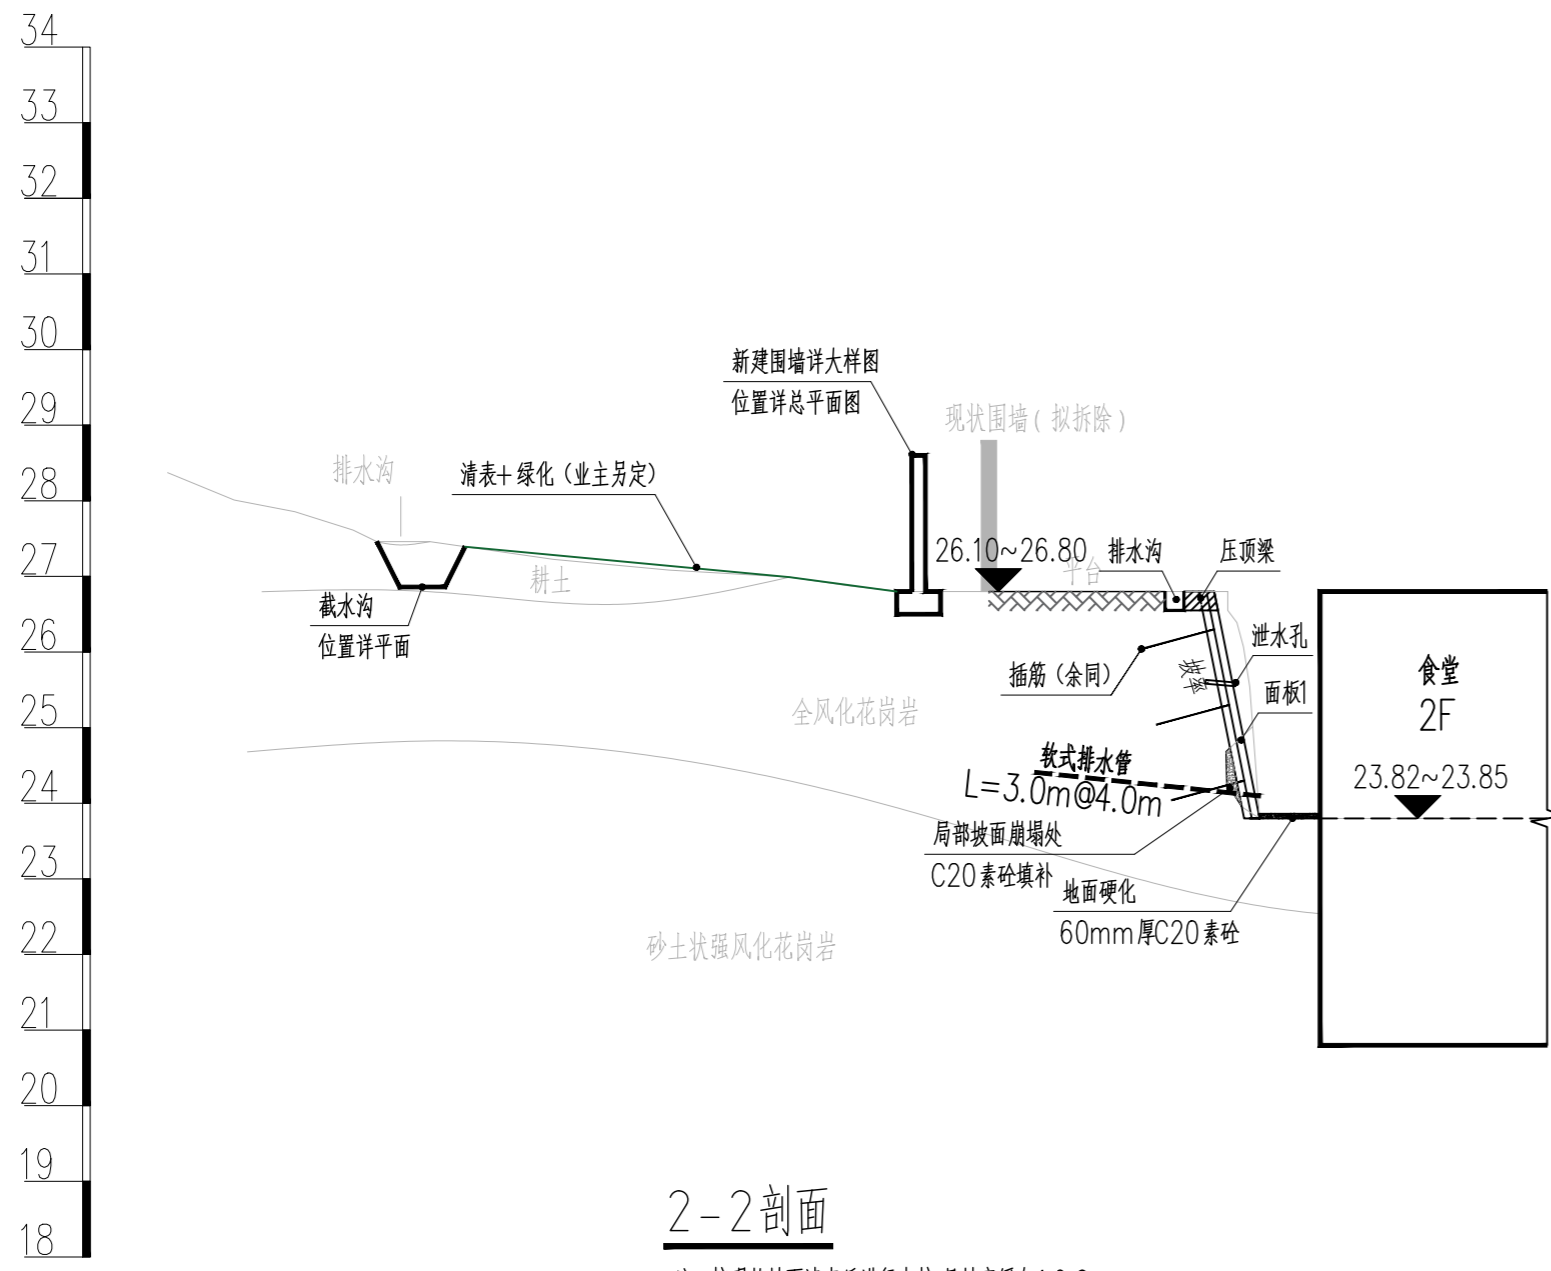 34
33
32
31
30
29
28
27
26
25
24
23
22
21
20
19
18
新建围墙详大样图
位置详总平面图
现状围墙(拟拆除)
排水沟
清表+绿化(业主另定)
26.10~26.80
排水沟
压顶梁
平台
耕土
截水沟
位置详平面
泄水孔
插筋(余同)
坡率
面板1
食堂
2F
全风化花岗岩
软式排水管
L=3.0m@4.0m
23.82~23.85
局部坡面崩塌处
C20素砼填补
地面硬化
60mm厚C20素砼
砂土状强风化花岗岩
2-2剖面